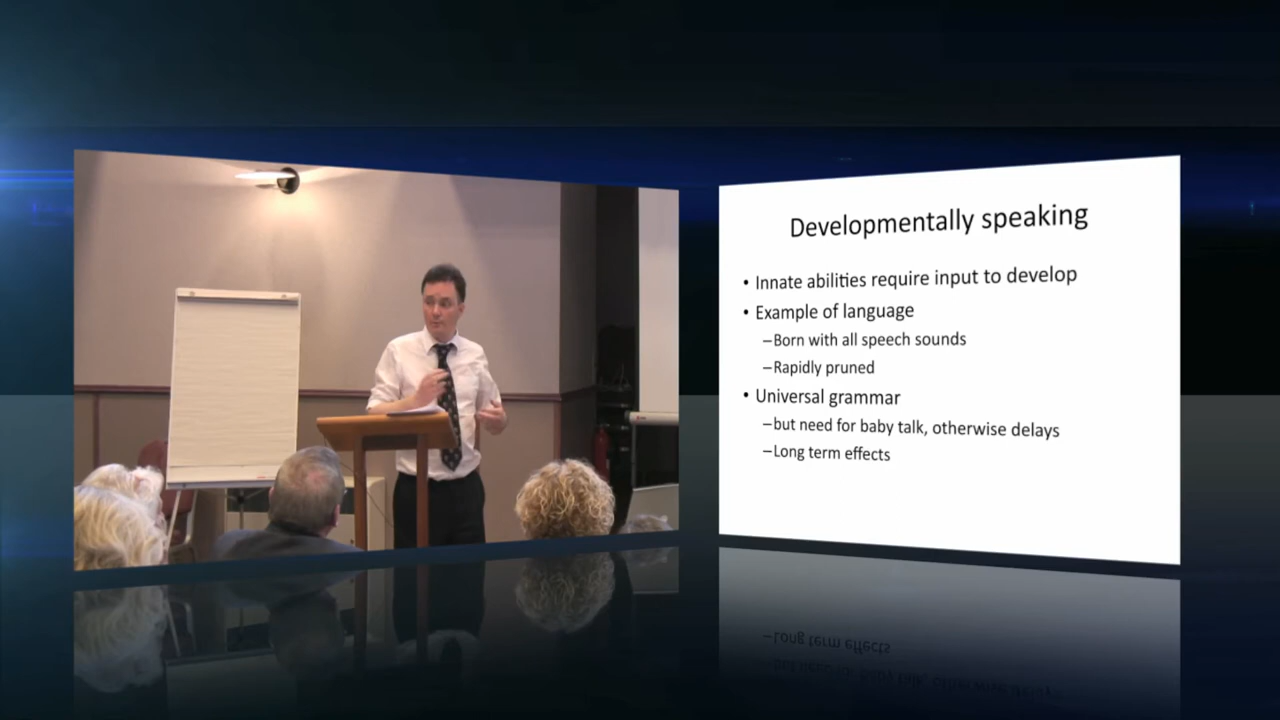 Developmentally speaking
• Innate abilities require input to develop
• Example of language
–Born with all speech sounds
–Rapidly pruned
• Universal grammar
–but need for baby talk, otherwise delays
–Long term effects